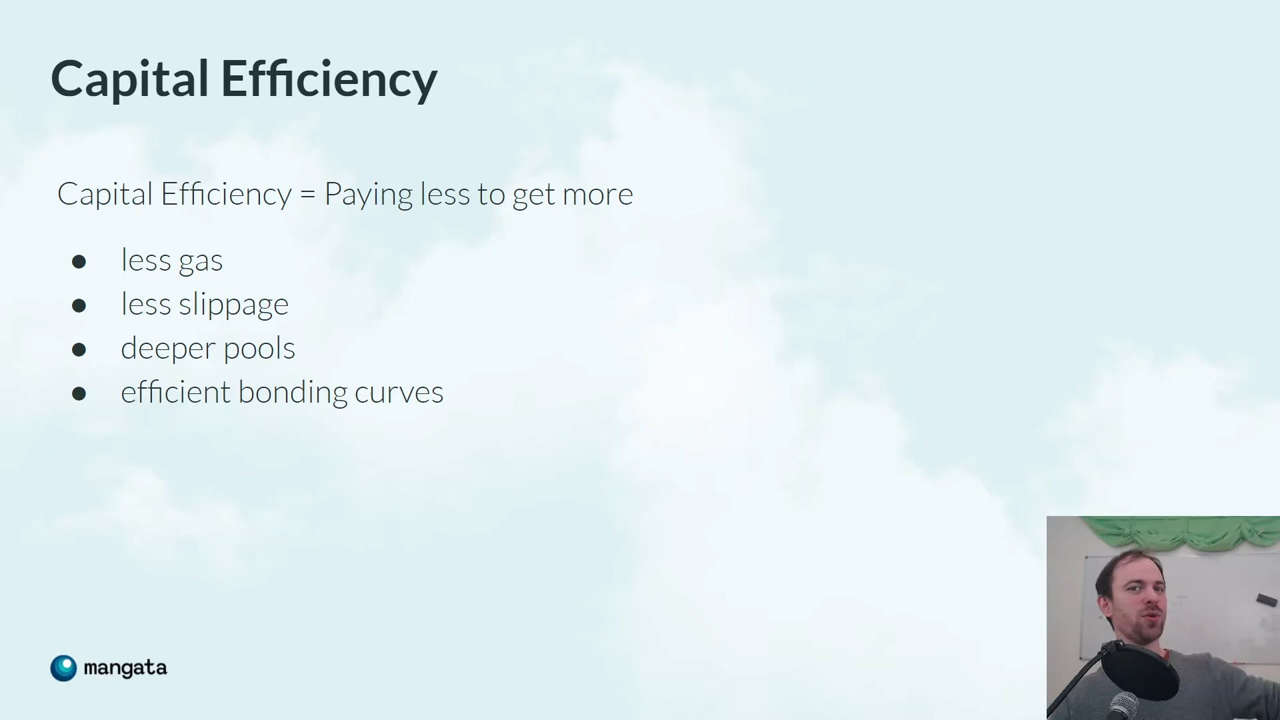 Capital Efficiency
Capital Efficiency = Paying less to get more
● less gas
● less slippage
● deeper pools
● efficient bonding curves
mangata